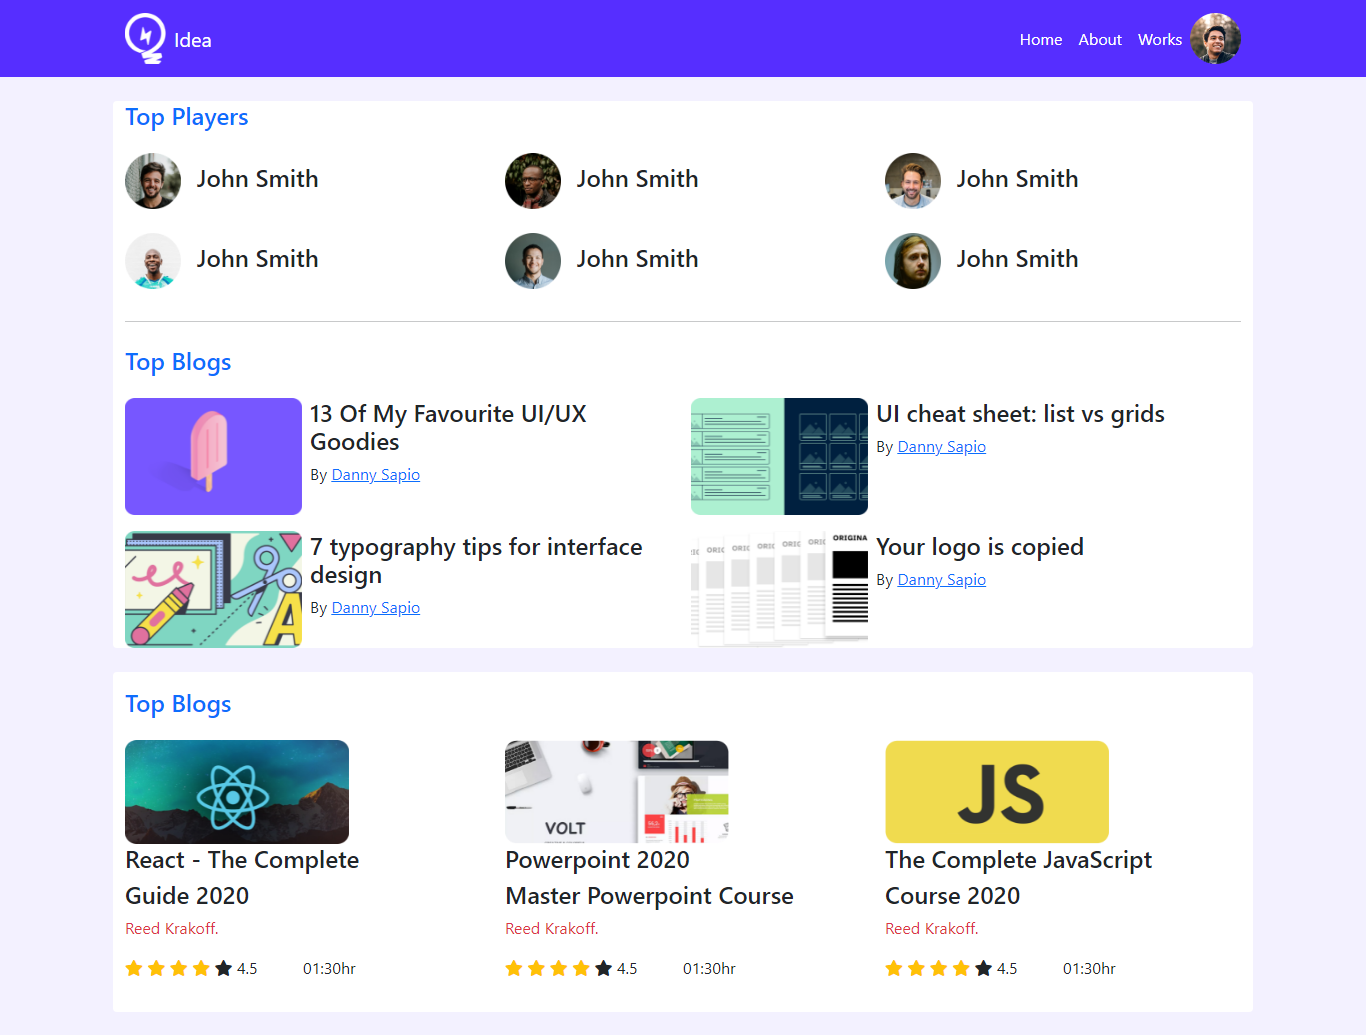 Idea
Home About Works
Top Players
John Smith
John Smith
John Smith
John Smith
John Smith
John Smith
Top Blogs
13 Of My Favourite UI/UX
Goodies
By Danny Sapio
UI cheat sheet: list vs grids
By Danny Sapio
7 typography tips for interface
design
By Danny Sapio
ORIGINA
Your logo is copied
By Danny Sapio
Top Blogs
React - The Complete
Guide 2020
Reed Krakoff.
4.5 01:30hr
VOLT
Powerpoint 2020
Master Powerpoint Course
Reed Krakoff.
4.5 01:30hr
JS
The Complete JavaScript
Course 2020
Reed Krakoff.
4.5 01:30hr